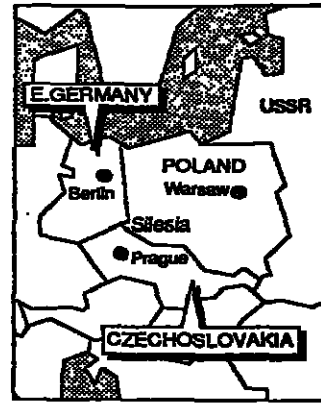 E.GERMANY
USSR
POLAND
Berlin
Warsaw
Silesia
Prague
CZECHOSLOVAKIA